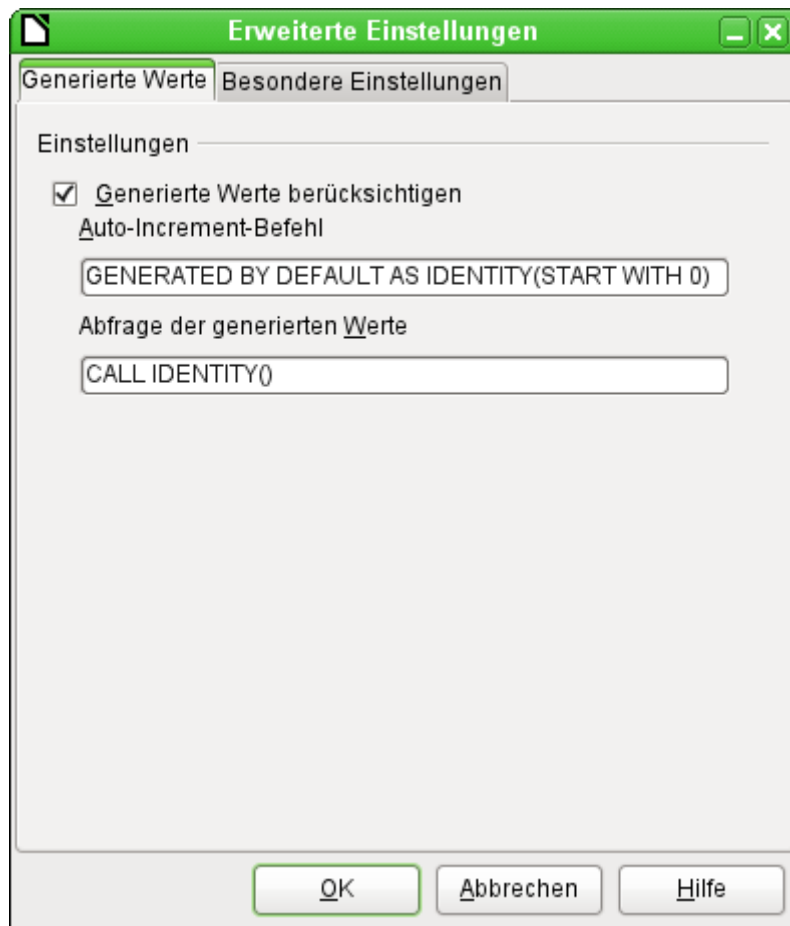 Erweiterte Einstellungen
Generierte Werte Besondere Einstellungen
Einstellungen
Generierte Werte berücksichtigen
Auto-Increment-Befehl
GENERATED BY DEFAULT AS IDENTITY(START WITH 0)
Abfrage der generierten Werte
CALL IDENTITY()
OK Abbrechen Hilfe